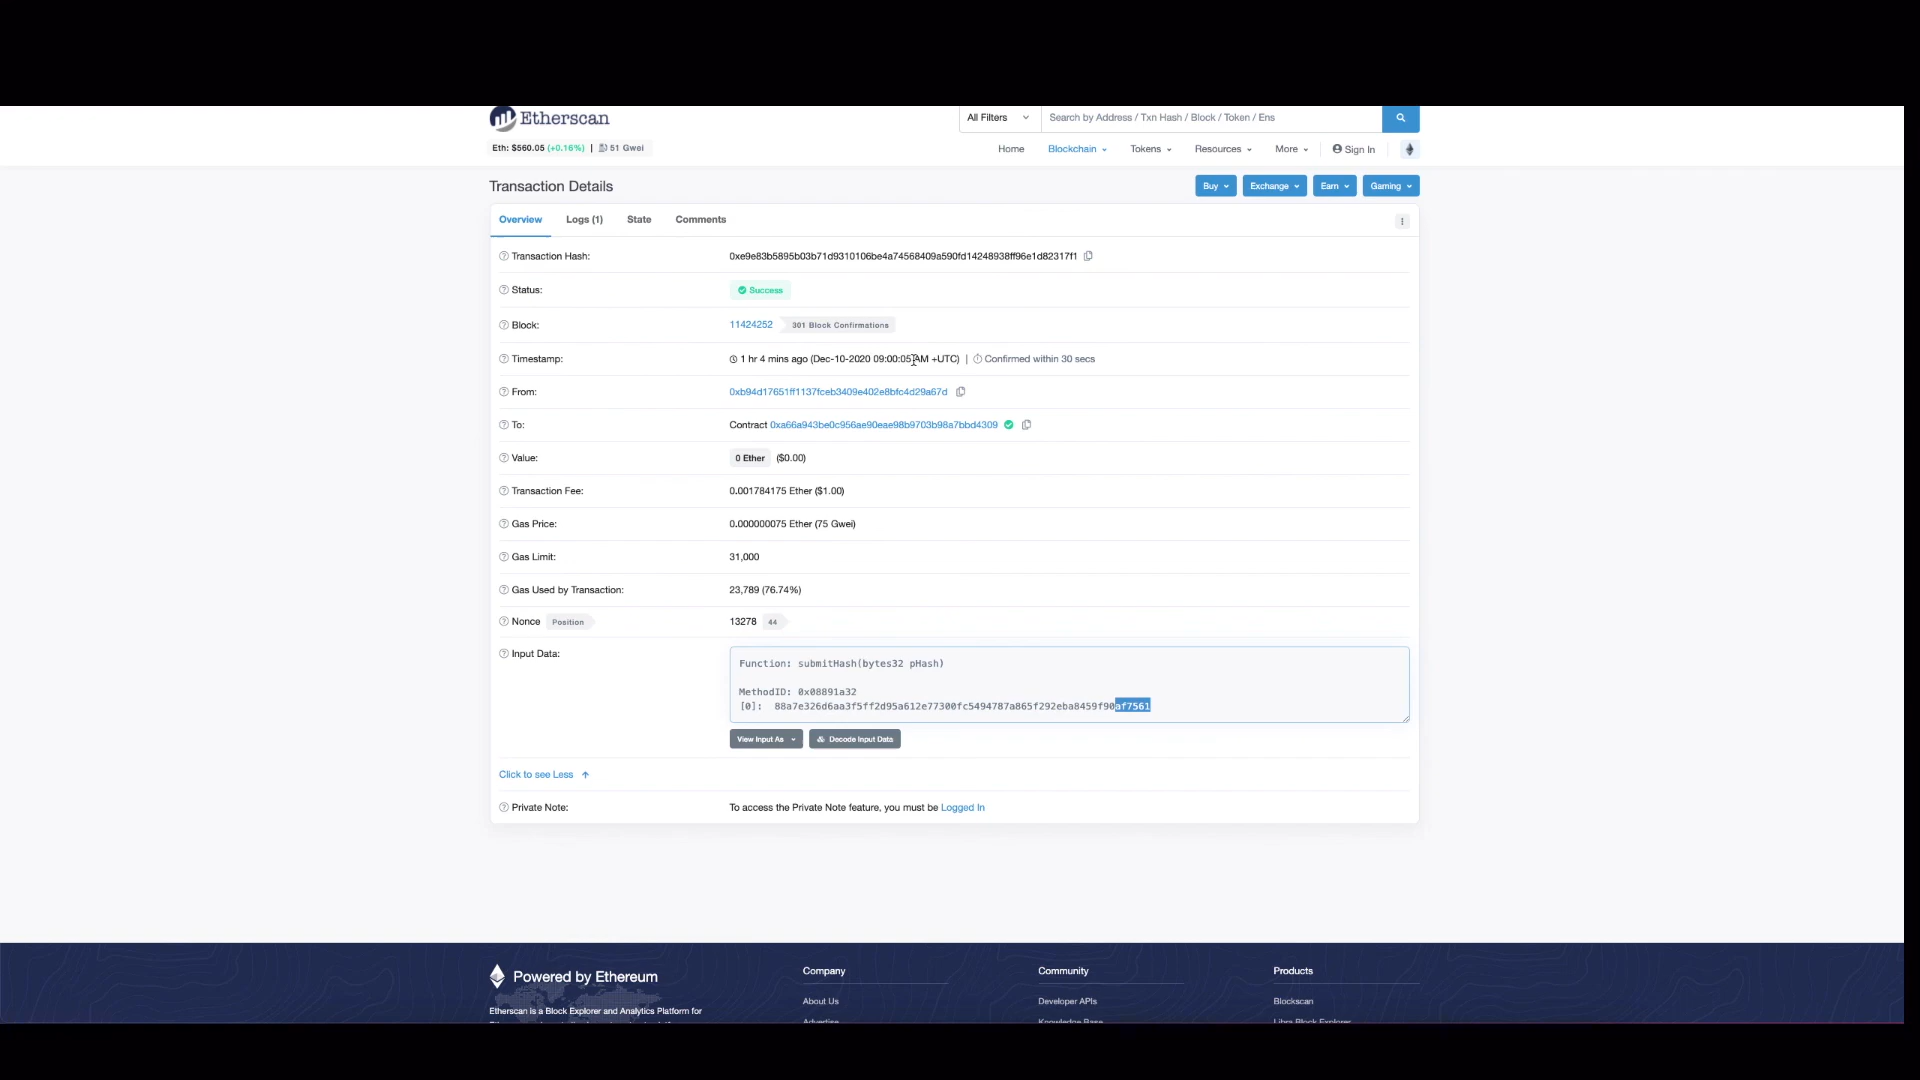 Etherscan
All Filters
Search by Address / Txn Hash / Block / Token / Ens
Eth: $560.05 (+0.16%) | 51 Gwei
Home Blockchain Tokens Resources More Sign In
Transaction Details
Buy Exchange Earn Gaming
Overview Logs (1) State Comments
Transaction Hash: 0xe9e83b5895b03b71d9310106be4a74568409a590fd14248938ff96e1d82317f1
Status: Success
Block: 11424252 301 Block Confirmations
Timestamp: 1 hr 4 mins ago (Dec-10-2020 09:00:05 AM +UTC) | Confirmed within 30 secs
From: 0xb94d17651ff1137fceb3409e402e8bfc4d29a67d
To: Contract 0xa66a943be0c956ae90eae98b9703b98a7bbd4309
Value: 0 Ether ($0.00)
Transaction Fee: 0.001784175 Ether ($1.00)
Gas Price: 0.000000075 Ether (75 Gwei)
Gas Limit: 31,000
Gas Used by Transaction: 23,789 (76.74%)
Nonce Position 13278 44
Input Data:
Function: submitHash(bytes32 pHash)
MethodID: 0x08891a32
[0]: 88a7e326d6aa3f5ff2d95a612e77300fc5494787a865f292eba8459f90af7561
View Input As Decode Input Data
Click to see Less
Private Note: To access the Private Note feature, you must be Logged In
Powered by Ethereum
Company
Community
Products
Etherscan is a Block Explorer and Analytics Platform for
About Us
Developer APIs
Blockscan
Advertise
Knowledge Base
Libra Block Explorer